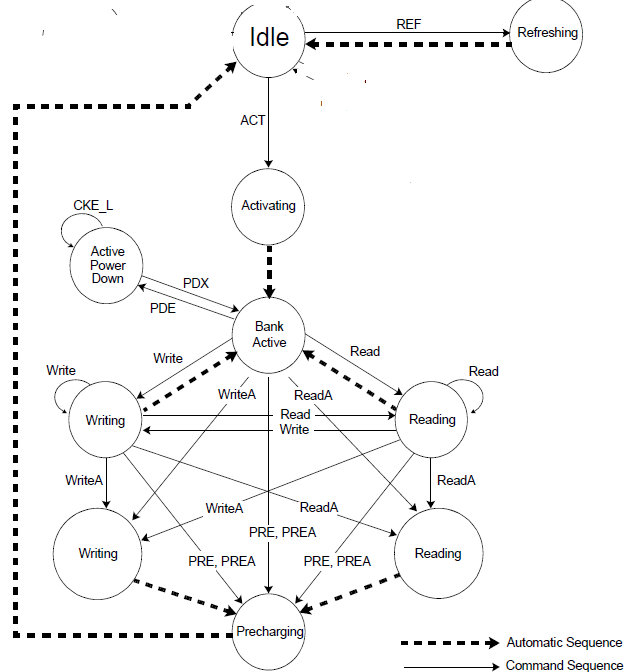 Idle
REF
Refreshing
ACT
Activating
CKE_L
Active
Power
Down
PDX
PDE
Bank
Active
Write
Read
Write
WriteA
ReadA
Read
Writing
Read
Write
Reading
WriteA
ReadA
WriteA
ReadA
PRE, PREA
Writing
PRE, PREA
PRE, PREA
Reading
Precharging
Automatic Sequence
Command Sequence